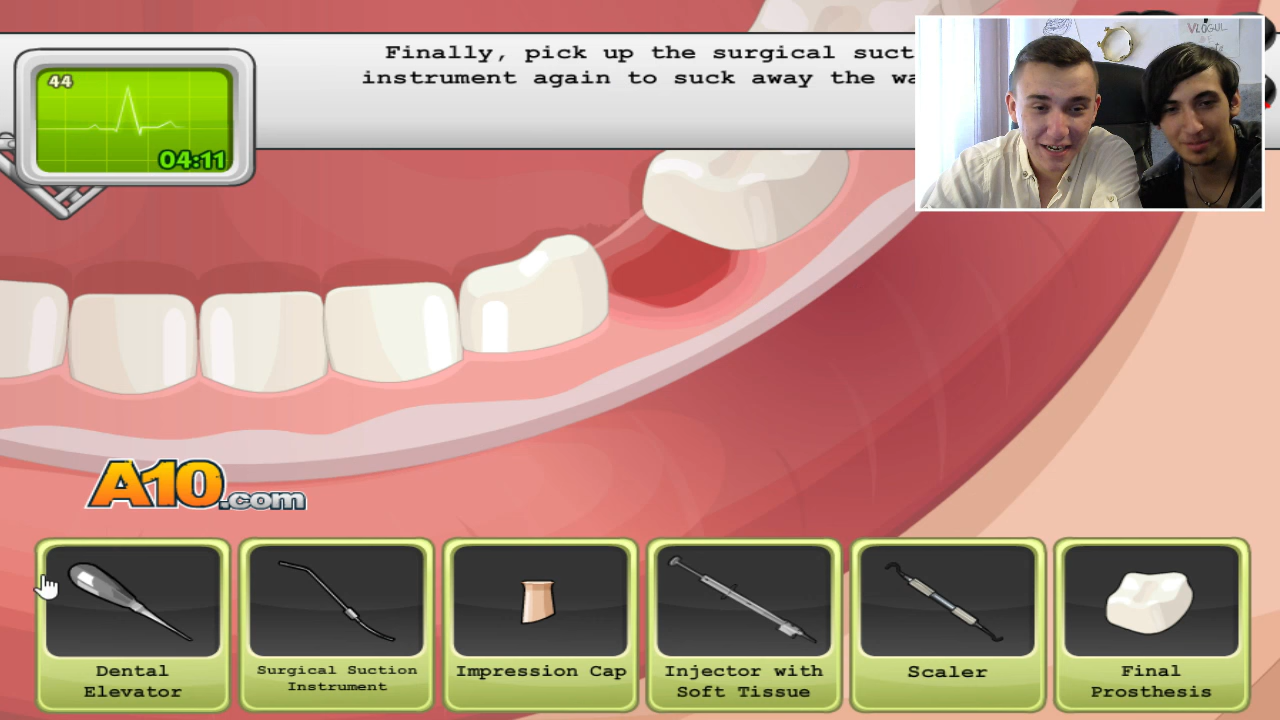 Finally, pick up the surgical suct
instrument again to suck away the wa
44
04:11
VLOGUL
A10.com
Dental
Elevator
Surgical Suction
Instrument
Impression Cap
Injector with
Soft Tissue
Scaler
Final
Prosthesis